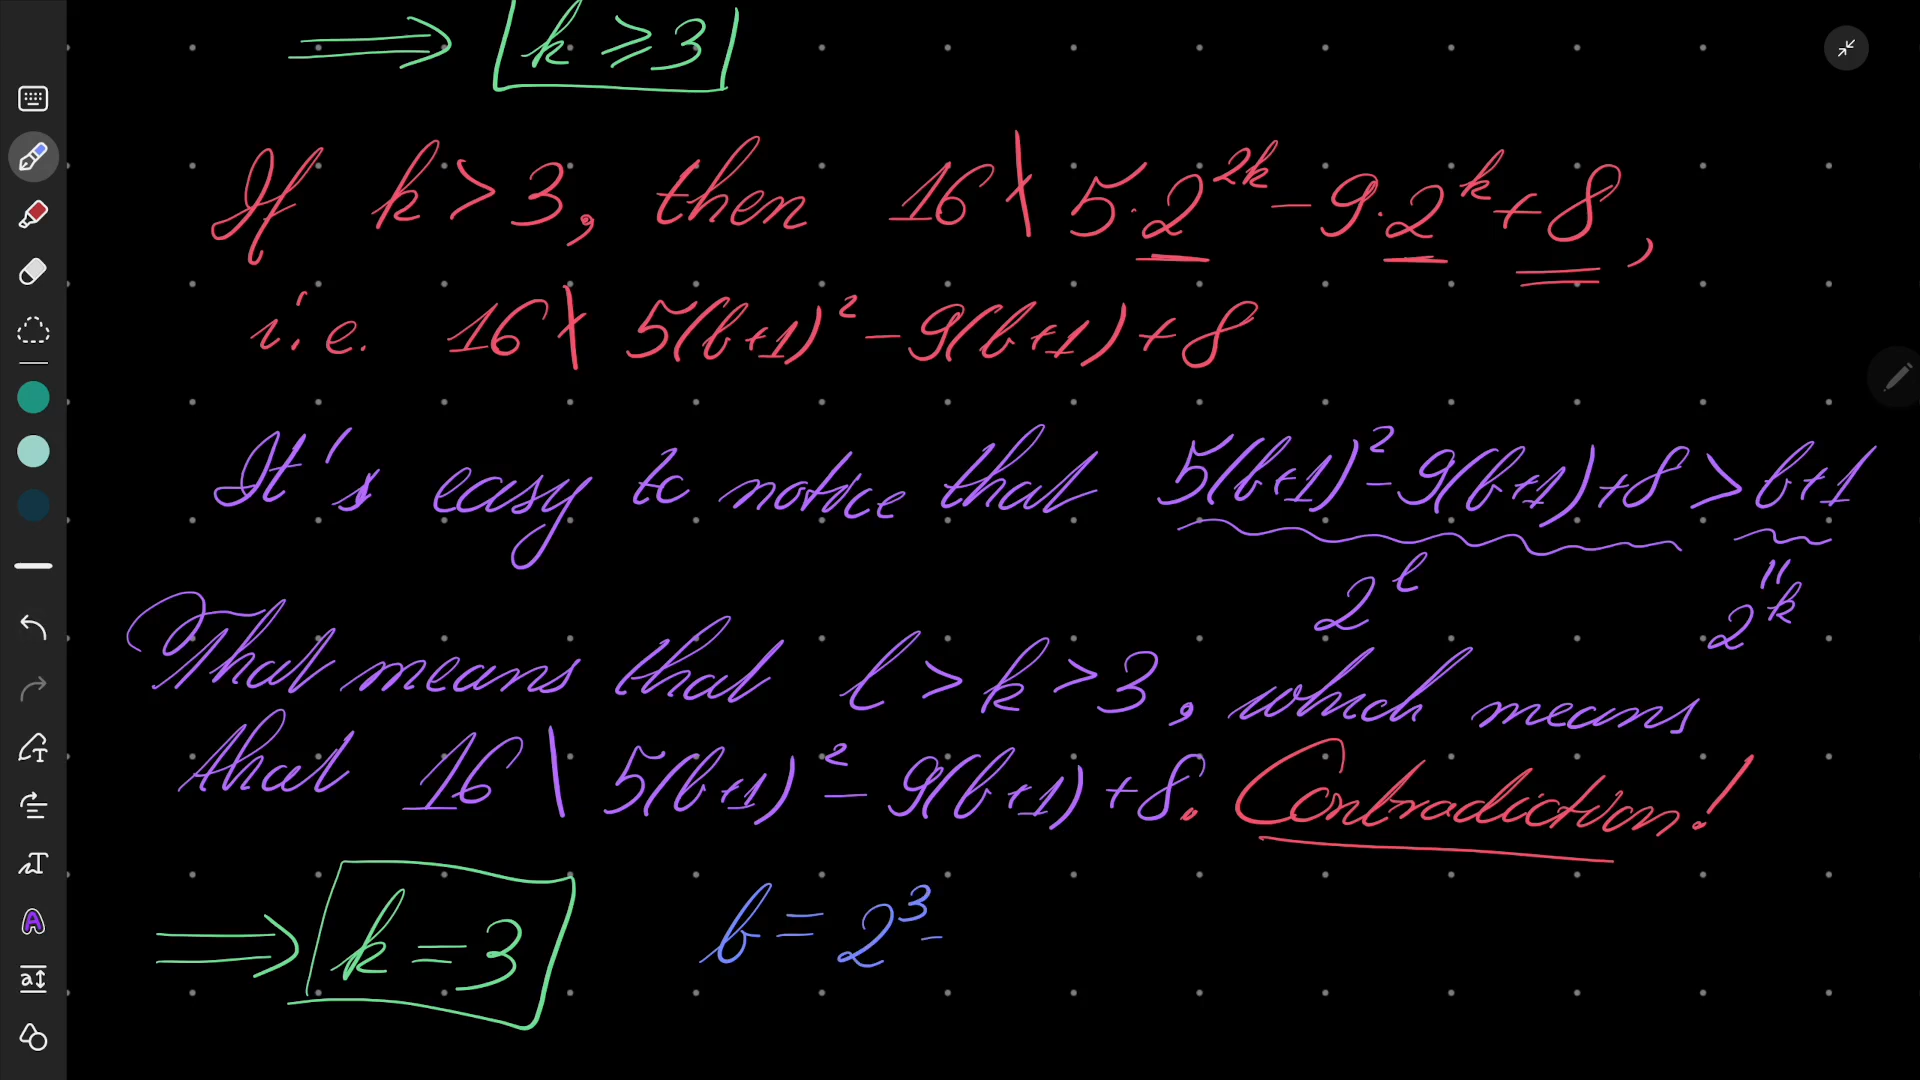 ⟹ k ⩾ 3
If k > 3, then 16 ∤ 5·2^{2k} − 9·2^k + 8,
i.e. 16 ∤ 5(b+1)² − 9(b+1) + 8
It's easy to notice that 5(b+1)² − 9(b+1) + 8 > b+1
2^l
=
2^k
That means that l > k > 3, which means
that 16 \ 5(b+1)² − 9(b+1) + 8. Contradiction!
⟹ k = 3 b = 2³ −